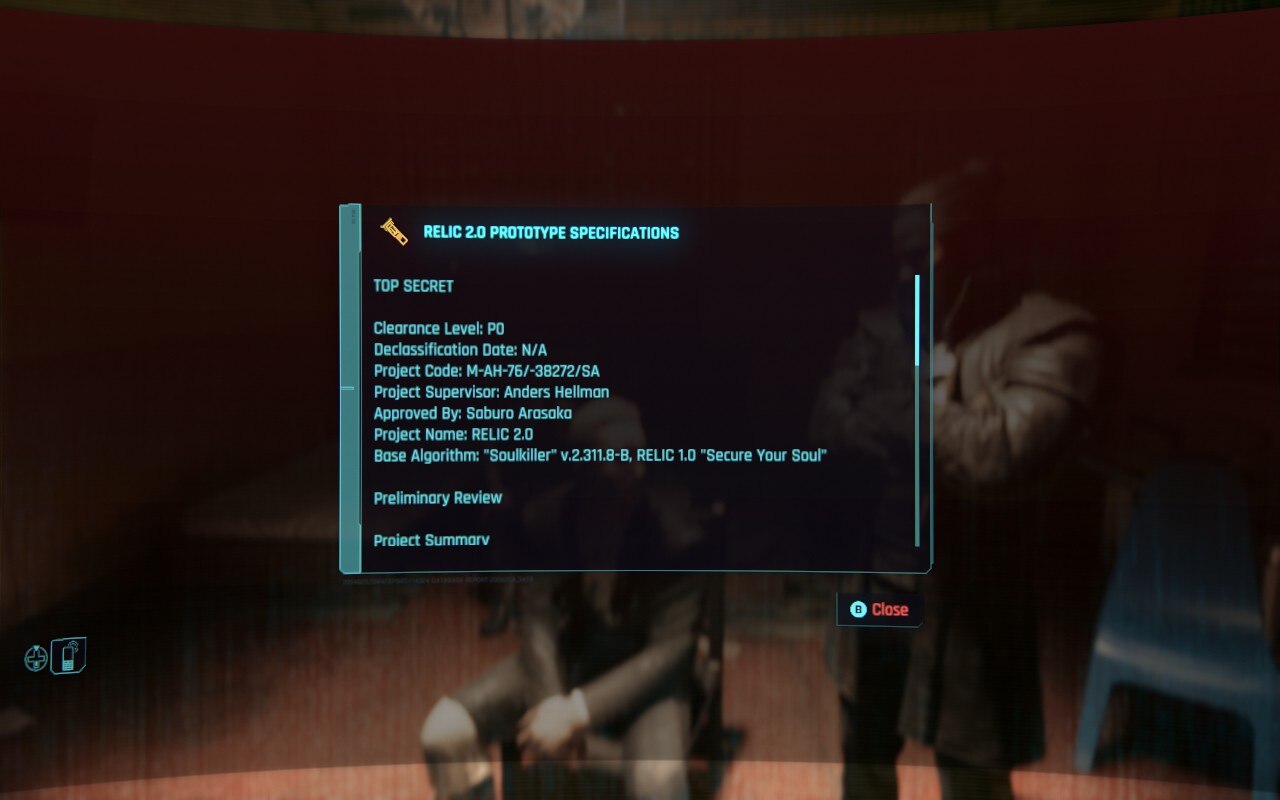 RELIC 2.0 PROTOTYPE SPECIFICATIONS
TOP SECRET
Clearance Level: P0
Declassification Date: N/A
Project Code: M-AH-76/-38272/SA
Project Supervisor: Anders Hellman
Approved By: Saburo Arasaka
Project Name: RELIC 2.0
Base Algorithm: "Soulkiller" v.2.311.8-B, RELIC 1.0 "Secure Your Soul"
Preliminary Review
Project Summary
B Close